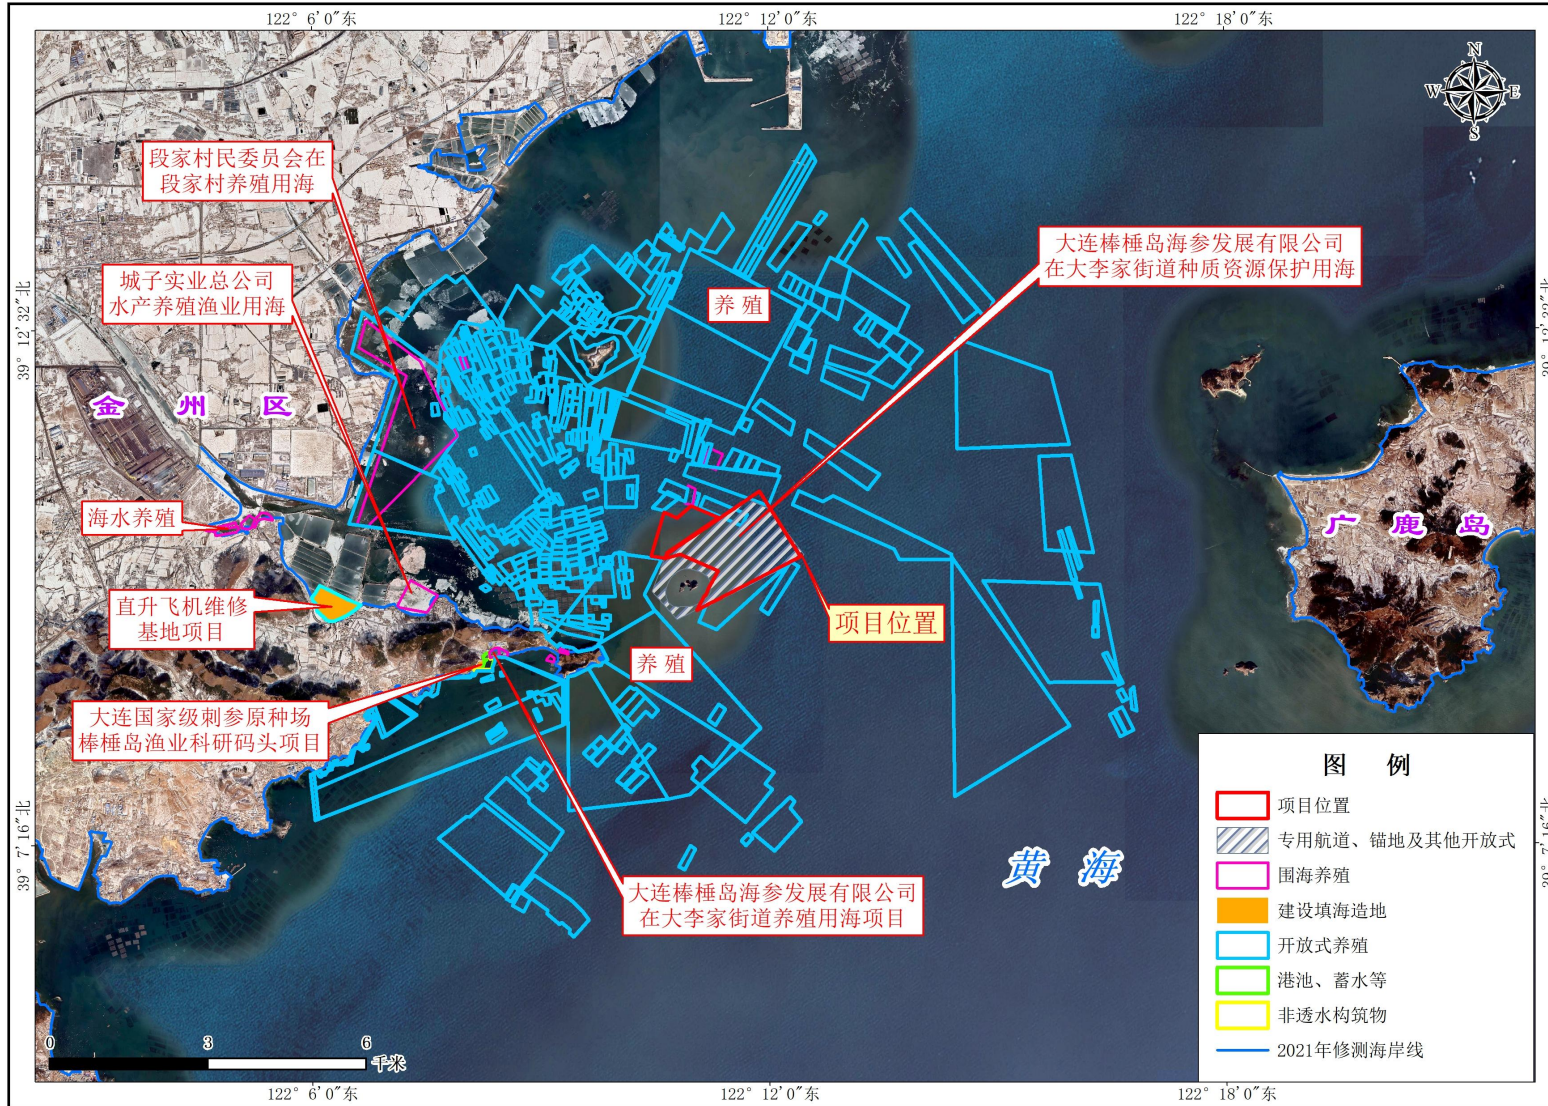 122° 6′0″东
122° 12′0″东
122° 18′0″东
N
W
E
S
段家村民委员会在
段家村养殖用海
大连棒棰岛海参发展有限公司
在大李家街道种质资源保护用海
城子实业总公司
水产养殖渔业用海
养 殖
39° 12′32″北
金 州 区
海水养殖
广 鹿 岛
直升飞机维修
基地项目
项目位置
养 殖
大连国家级刺参原种场
棒棰岛渔业科研码头项目
39° 7′16″北
大连棒棰岛海参发展有限公司
在大李家街道养殖用海项目
黄 海
图 例
项目位置
专用航道、锚地及其他开放式
围海养殖
建设填海造地
开放式养殖
港池、蓄水等
非透水构筑物
2021年修测海岸线
0
3
6
千米
122° 6′0″东
122° 12′0″东
122° 18′0″东